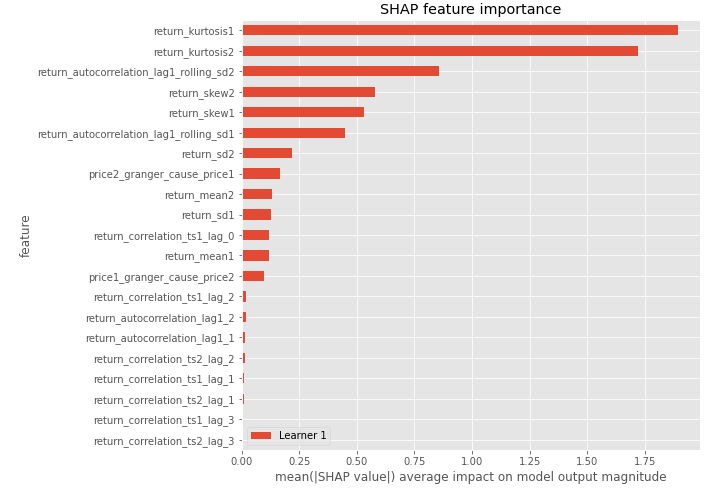 SHAP feature importance
return_kurtosis1
return_kurtosis2
return_autocorrelation_lag1_rolling_sd2
return_skew2
return_skew1
return_autocorrelation_lag1_rolling_sd1
return_sd2
price2_granger_cause_price1
return_mean2
return_sd1
return_correlation_ts1_lag_0
return_mean1
price1_granger_cause_price2
return_correlation_ts1_lag_2
return_autocorrelation_lag1_2
return_autocorrelation_lag1_1
return_correlation_ts2_lag_2
return_correlation_ts1_lag_1
return_correlation_ts2_lag_1
return_correlation_ts1_lag_3
return_correlation_ts2_lag_3
feature
Learner 1
0.00 0.25 0.50 0.75 1.00 1.25 1.50 1.75
mean(|SHAP value|) average impact on model output magnitude